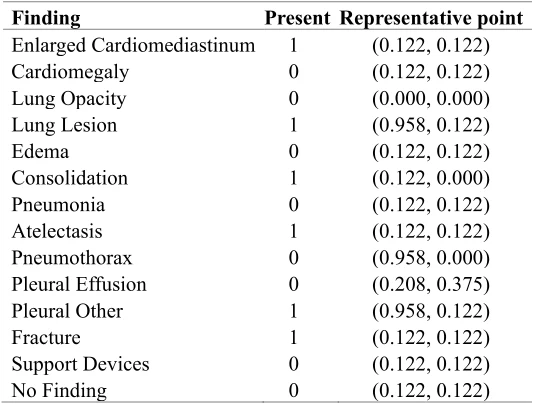 Finding Present Representative point
Enlarged Cardiomediastinum 1 (0.122, 0.122)
Cardiomegaly 0 (0.122, 0.122)
Lung Opacity 0 (0.000, 0.000)
Lung Lesion 1 (0.958, 0.122)
Edema 0 (0.122, 0.122)
Consolidation 1 (0.122, 0.000)
Pneumonia 0 (0.122, 0.122)
Atelectasis 1 (0.122, 0.122)
Pneumothorax 0 (0.958, 0.000)
Pleural Effusion 0 (0.208, 0.375)
Pleural Other 1 (0.958, 0.122)
Fracture 1 (0.122, 0.122)
Support Devices 0 (0.122, 0.122)
No Finding 0 (0.122, 0.122)